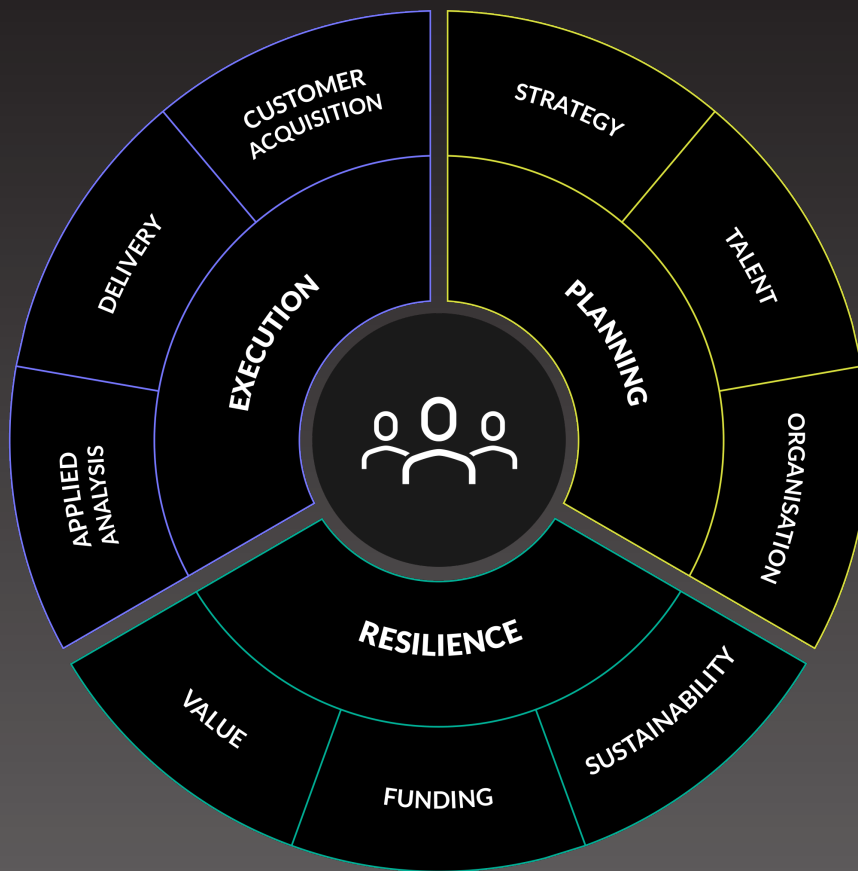 CUSTOMER
ACQUISITION
STRATEGY
DELIVERY
TALENT
EXECUTION
PLANNING
APPLIED
ANALYSIS
ORGANISATION
RESILIENCE
VALUE
FUNDING
SUSTAINABILITY